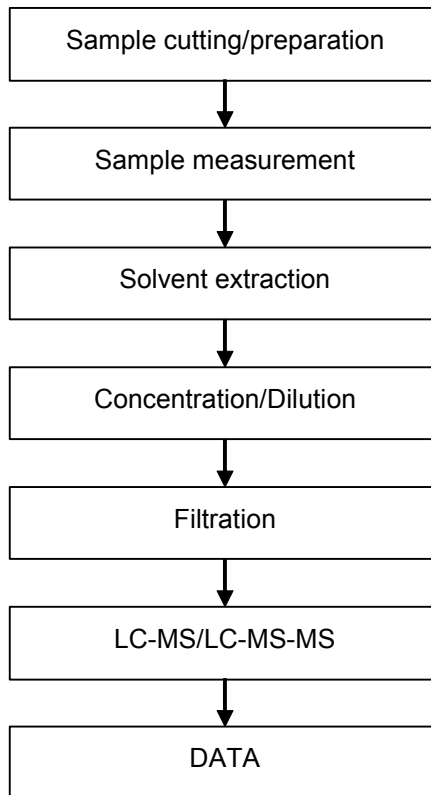 Sample cutting/preparation
Sample measurement
Solvent extraction
Concentration/Dilution
Filtration
LC-MS/LC-MS-MS
DATA